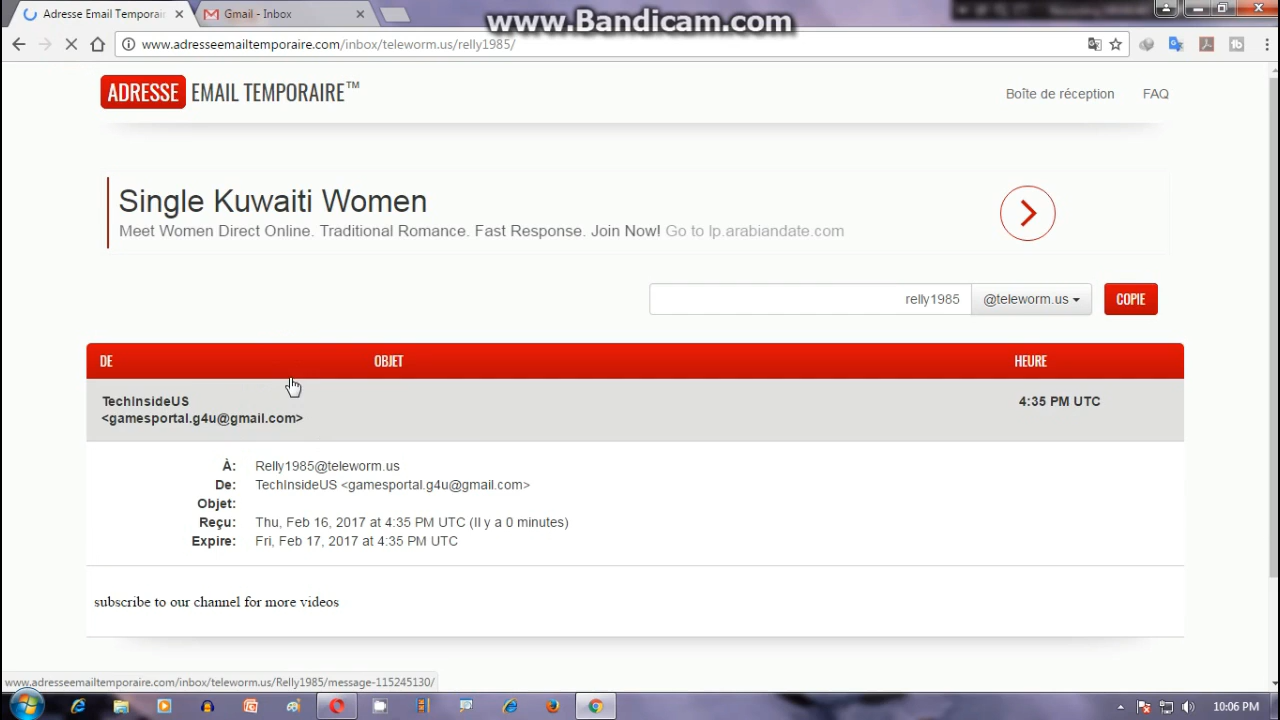 www.Bandicam.com
Adresse Email Temporai
Gmail - Inbox
www.adresseemailtemporaire.com/inbox/teleworm.us/relly1985/
ADRESSE EMAIL TEMPORAIRE™
Boîte de réception FAQ
Single Kuwaiti Women
Meet Women Direct Online. Traditional Romance. Fast Response. Join Now! Go to lp.arabiandate.com
relly1985 @teleworm.us COPIE
DE OBJET HEURE
TechInsideUS 4:35 PM UTC
<gamesportal.g4u@gmail.com>
À: Relly1985@teleworm.us
De: TechInsideUS <gamesportal.g4u@gmail.com>
Objet:
Reçu: Thu, Feb 16, 2017 at 4:35 PM UTC (Il y a 0 minutes)
Expire: Fri, Feb 17, 2017 at 4:35 PM UTC
subscribe to our channel for more videos
www.adresseemailtemporaire.com/inbox/teleworm.us/Relly1985/message-115245130/
10:06 PM